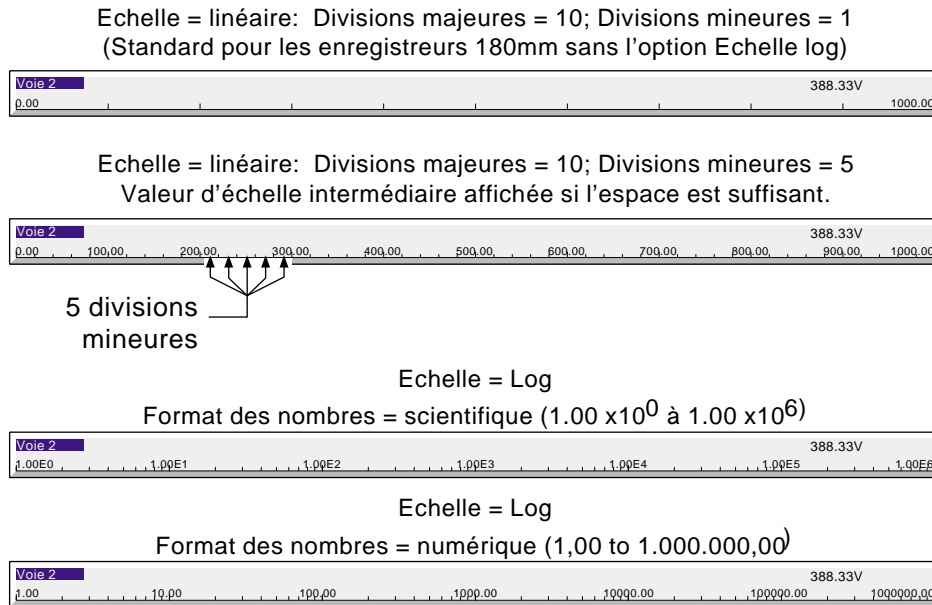 Echelle = linéaire: Divisions majeures = 10; Divisions mineures = 1
(Standard pour les enregistreurs 180mm sans l'option Echelle log)
Voie 2 388.33V
0.00 1000.00
Echelle = linéaire: Divisions majeures = 10; Divisions mineures = 5
Valeur d'échelle intermédiaire affichée si l'espace est suffisant.
Voie 2 388.33V
0.00 100.00 200.00 300.00 400.00 500.00 600.00 700.00 800.00 900.00 1000.00
5 divisions
mineures
Echelle = Log
Format des nombres = scientifique (1.00 x10⁰ à 1.00 x10⁶)
Voie 2 388.33V
1.00E0 1.00E1 1.00E2 1.00E3 1.00E4 1.00E5 1.00E6
Echelle = Log
Format des nombres = numérique (1,00 to 1.000.000,00)
Voie 2 388.33V
1.00 10.00 100.00 1000.00 10000.00 100000.00 1000000.00